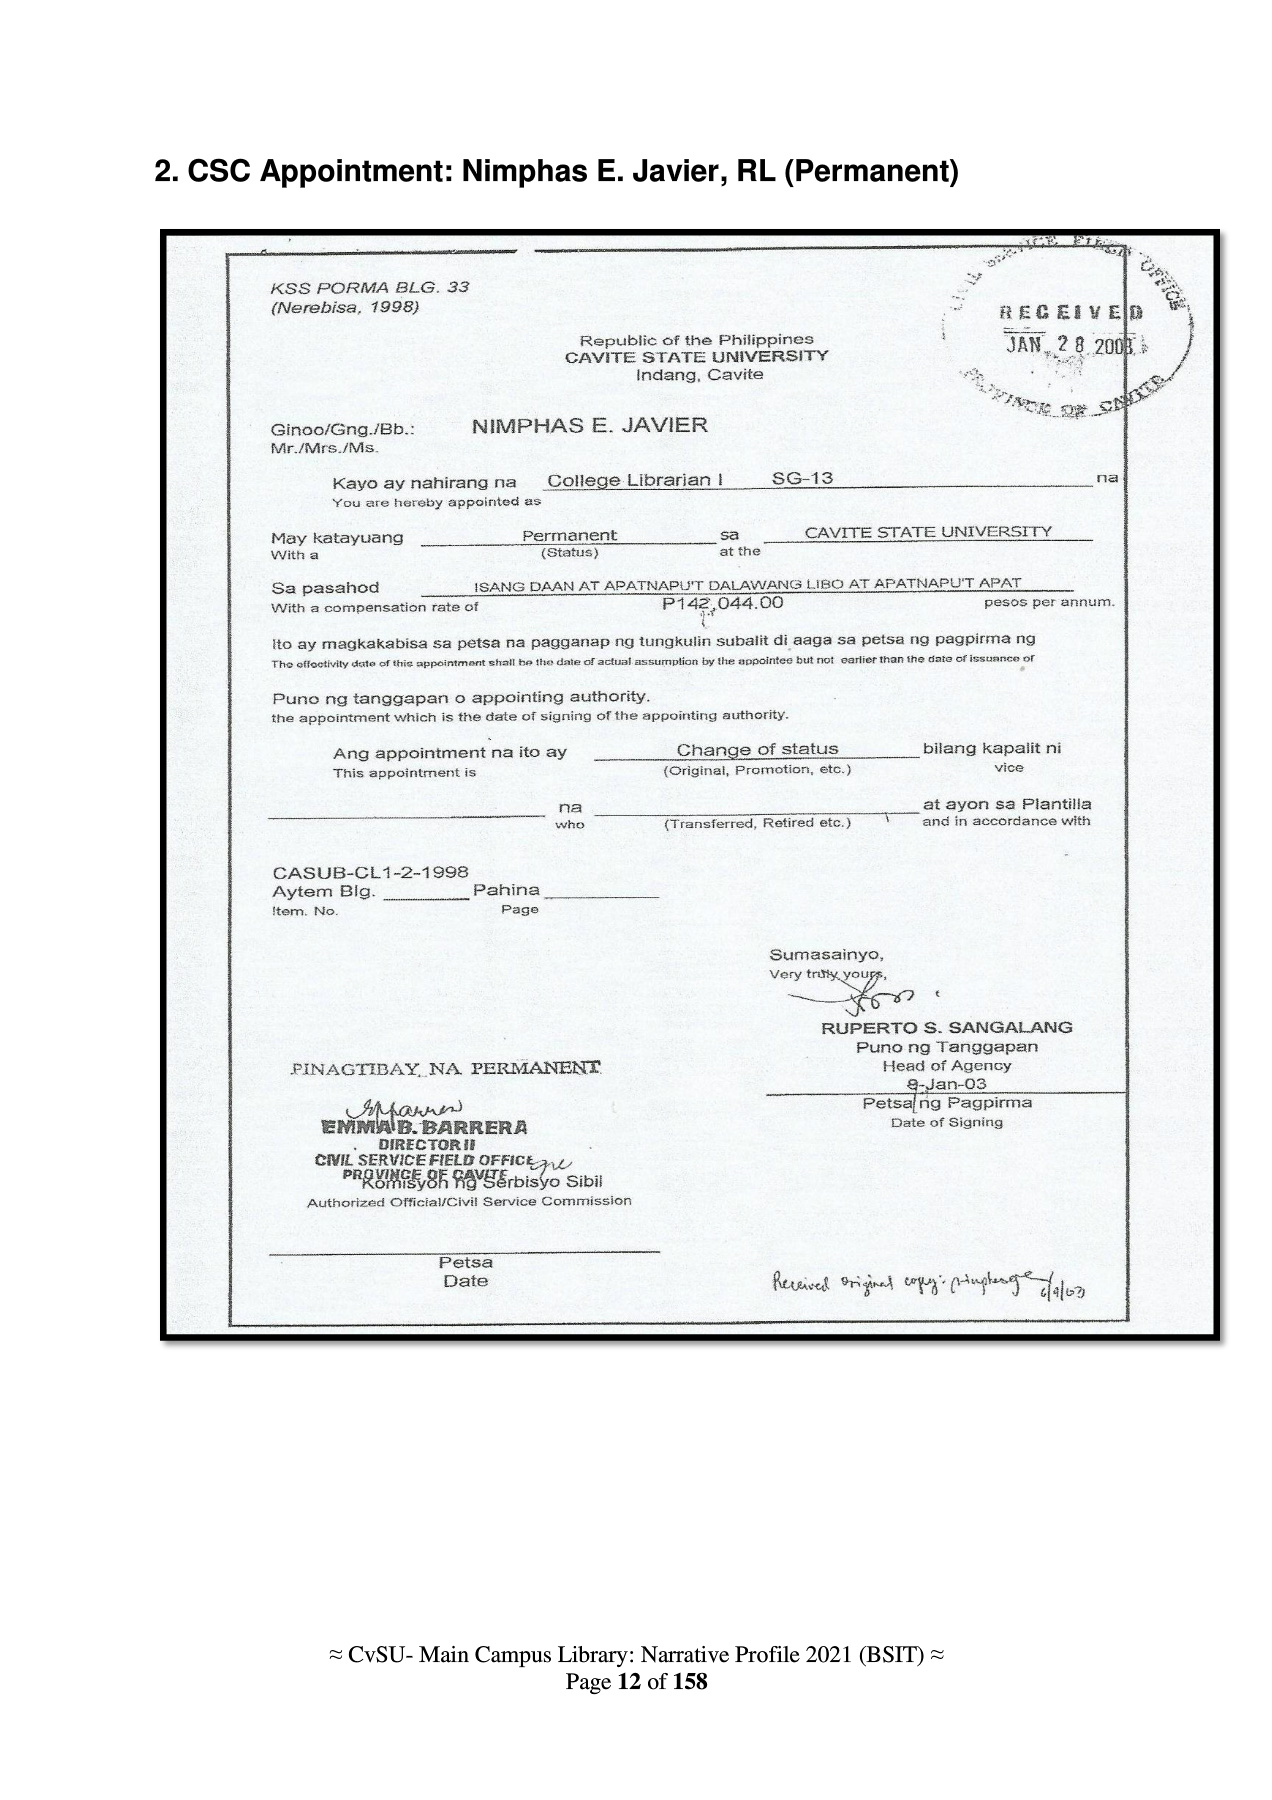 2. CSC Appointment: Nimphas E. Javier, RL (Permanent)
KSS PORMA BLG. 33
(Nerebisa, 1998)
CIVIL SERVICE FIELD OFFICE
RECEIVED
JAN. 28 2003
PROVINCE OF CAVITE
Republic of the Philippines
CAVITE STATE UNIVERSITY
Indang, Cavite
Ginoo/Gng./Bb.: NIMPHAS E. JAVIER
Mr./Mrs./Ms.
Kayo ay nahirang na College Librarian I SG-13 na
You are hereby appointed as
May katayuang Permanent sa CAVITE STATE UNIVERSITY
With a (Status) at the
Sa pasahod ISANG DAAN AT APATNAPU'T DALAWANG LIBO AT APATNAPU'T APAT
With a compensation rate of P142,044.00 pesos per annum.
Ito ay magkakabisa sa petsa na pagganap ng tungkulin subalit di aaga sa petsa ng pagpirma ng
The effectivity date of this appointment shall be the date of actual assumption by the appointee but not earlier than the date of issuance of
Puno ng tanggapan o appointing authority.
the appointment which is the date of signing of the appointing authority.
Ang appointment na ito ay Change of status bilang kapalit ni
This appointment is (Original, Promotion, etc.) vice
na at ayon sa Plantilla
who (Transferred, Retired etc.) and in accordance with
CASUB-CL1-2-1998
Aytem Blg. Pahina
Item. No. Page
Sumasainyo,
Very truly yours,
RUPERTO S. SANGALANG
Puno ng Tanggapan
Head of Agency
8-Jan-03
Petsa ng Pagpirma
Date of Signing
PINAGTIBAY NA PERMANENT
EMMA B. BARRERA
DIRECTOR II
CIVIL SERVICE FIELD OFFICE
PROVINCE OF CAVITE
Komisyon ng Serbisyo Sibil
Authorized Official/Civil Service Commission
Petsa
Date
Received original copy:
6/9/03
≈ CvSU- Main Campus Library: Narrative Profile 2021 (BSIT) ≈
Page 12 of 158